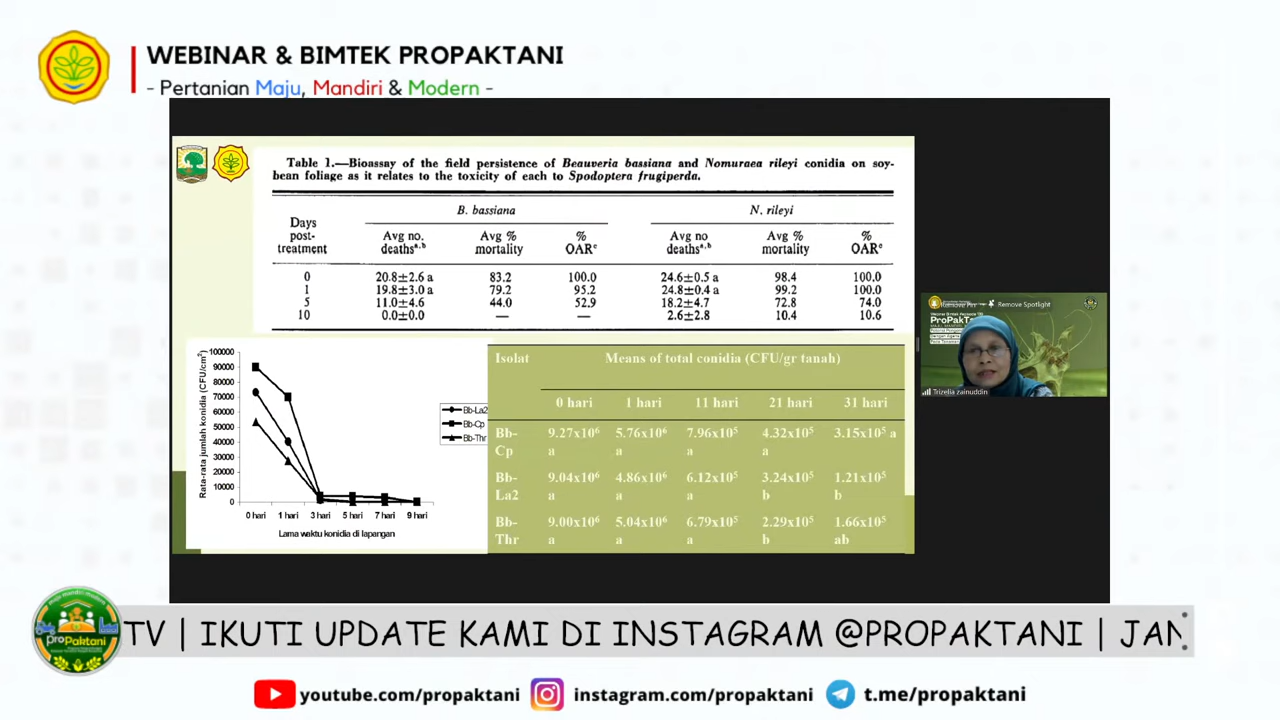 WEBINAR & BIMTEK PROPAKTANI
- Pertanian Maju, Mandiri & Modern -
Table 1.—Bioassay of the field persistence of Beauveria bassiana and Nomuraea rileyi conidia on soy-
bean foliage as it relates to the toxicity of each to Spodoptera frugiperda.
B. bassiana N. rileyi
Days
post-
treatment
Avg no. deaths a,b Avg % mortality % OAR c Avg no deaths a,b Avg % mortality % OAR c
0 20.8±2.6 a 83.2 100.0 24.6±0.5 a 98.4 100.0
1 19.8±3.0 a 79.2 95.2 24.8±0.4 a 99.2 100.0
5 11.0±4.6 44.0 52.9 18.2±4.7 72.8 74.0
10 0.0±0.0 — — 2.6±2.8 10.4 10.6
Rata-rata jumlah konidia (CFU/cm²)
100000
90000
80000
70000
60000
50000
40000
30000
20000
10000
0
0 hari 1 hari 3 hari 5 hari 7 hari 9 hari
Lama waktu konidia di lapangan
Bb-La2
Bb-Cp
Bb-Thr
Isolat Means of total conidia (CFU/gr tanah)
0 hari 1 hari 11 hari 21 hari 31 hari
Bb- 9.27x10⁶ 5.76x10⁶ 7.96x10⁵ 4.32x10⁵ 3.15x10⁵ a
Cp a a a a
Bb- 9.04x10⁶ 4.86x10⁶ 6.12x10⁵ 3.24x10⁵ 1.21x10⁵
La2 a a a b b
Bb- 9.00x10⁶ 5.04x10⁶ 6.79x10⁵ 2.29x10⁵ 1.66x10⁵
Thr a a a b ab
Remove Spotlight
Trizelia zainuddin
proPaktani
TV | IKUTI UPDATE KAMI DI INSTAGRAM @PROPAKTANI | JAN
youtube.com/propaktani instagram.com/propaktani t.me/propaktani